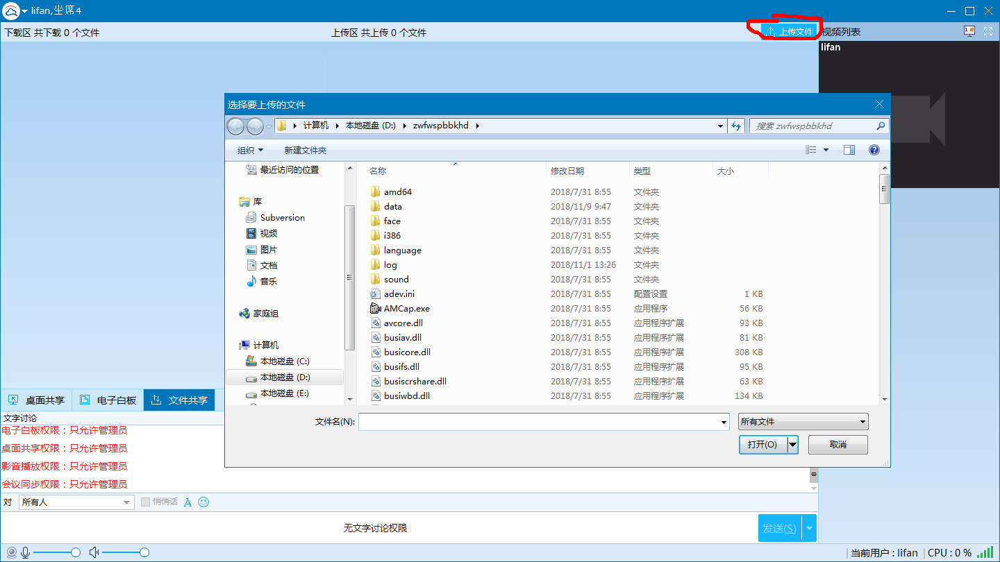 lifan,坐席4
下载区 共下载 0 个文件
上传区 共上传 0 个文件
上传文件
视频列表
lifan
选择要上传的文件
计算机 本地磁盘 (D:) zwfwspbbkhd
搜索 zwfwspbbkhd
组织 新建文件夹
最近访问的位置
库
Subversion
视频
图片
文档
音乐
家庭组
计算机
本地磁盘 (C:)
本地磁盘 (D:)
本地磁盘 (E:)
名称 修改日期 类型 大小
amd64 2018/7/31 8:55 文件夹
data 2018/11/9 9:47 文件夹
face 2018/7/31 8:55 文件夹
i386 2018/7/31 8:55 文件夹
language 2018/7/31 8:55 文件夹
log 2018/11/1 13:26 文件夹
sound 2018/7/31 8:55 文件夹
adev.ini 2018/7/31 8:55 配置设置 1 KB
AMCap.exe 2018/7/31 8:55 应用程序 56 KB
avcore.dll 2018/7/31 8:55 应用程序扩展 93 KB
busiav.dll 2018/7/31 8:55 应用程序扩展 81 KB
busicore.dll 2018/7/31 8:55 应用程序扩展 308 KB
busifs.dll 2018/7/31 8:55 应用程序扩展 95 KB
busiscrshare.dll 2018/7/31 8:55 应用程序扩展 63 KB
busiwbd.dll 2018/7/31 8:55 应用程序扩展 134 KB
文件名(N):
所有文件
打开(O)
取消
桌面共享 电子白板 文件共享
文字讨论
电子白板权限：只允许管理员
桌面共享权限：只允许管理员
影音播放权限：只允许管理员
会议同步权限：只允许管理员
对 所有人 悄悄话
无文字讨论权限
发送(S)
当前用户 : lifan CPU : 0 %